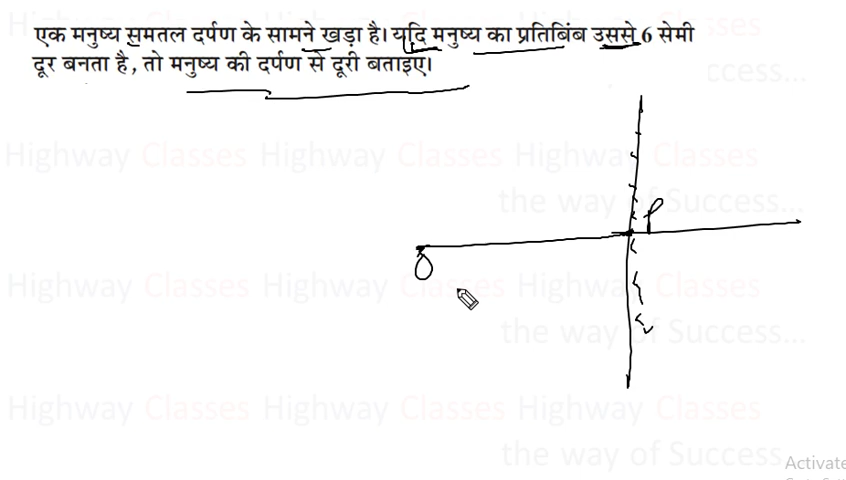 एक मनुष्य समतल दर्पण के सामने खड़ा है। यदि मनुष्य का प्रतिबिंब उससे 6 सेमी
दूर बनता है, तो मनुष्य की दर्पण से दूरी बताइए।
Highway Classes Highway Classes Highway Classes
the way of Success...
P
O
Highway Classes Highway Classes Highway Classes
the way of Success...
Highway Classes Highway Classes Highway Classes
the way of Success
Activate